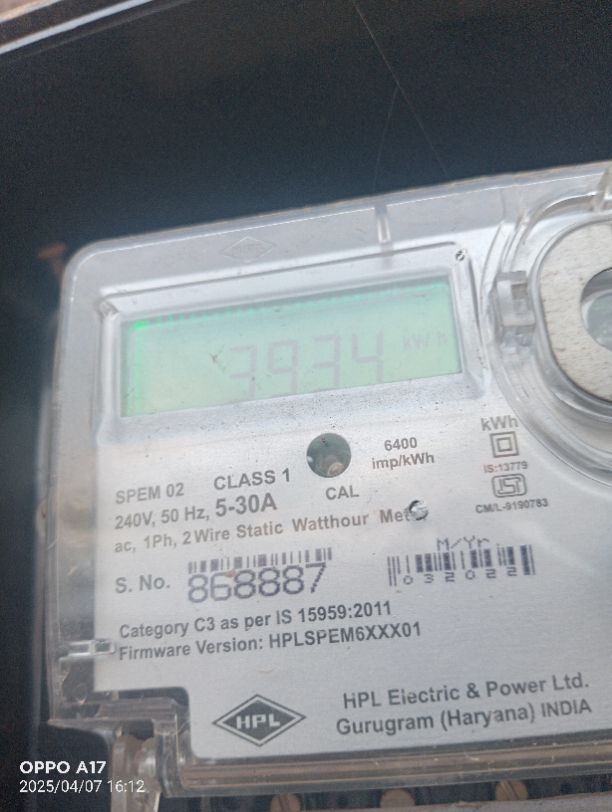 3934 kWh
kWh
6400
imp/kWh
IS:13779
CM/L-9190783
SPEM 02 CLASS 1
CAL
240V, 50 Hz, 5-30A
ac, 1Ph, 2 Wire Static Watthour Meter
M/Yr
S. No. 868887
032022
Category C3 as per IS 15959:2011
Firmware Version: HPLSPEM6XXX01
HPL
HPL Electric & Power Ltd.
Gurugram (Haryana) INDIA
OPPO A17
2025/04/07 16:12